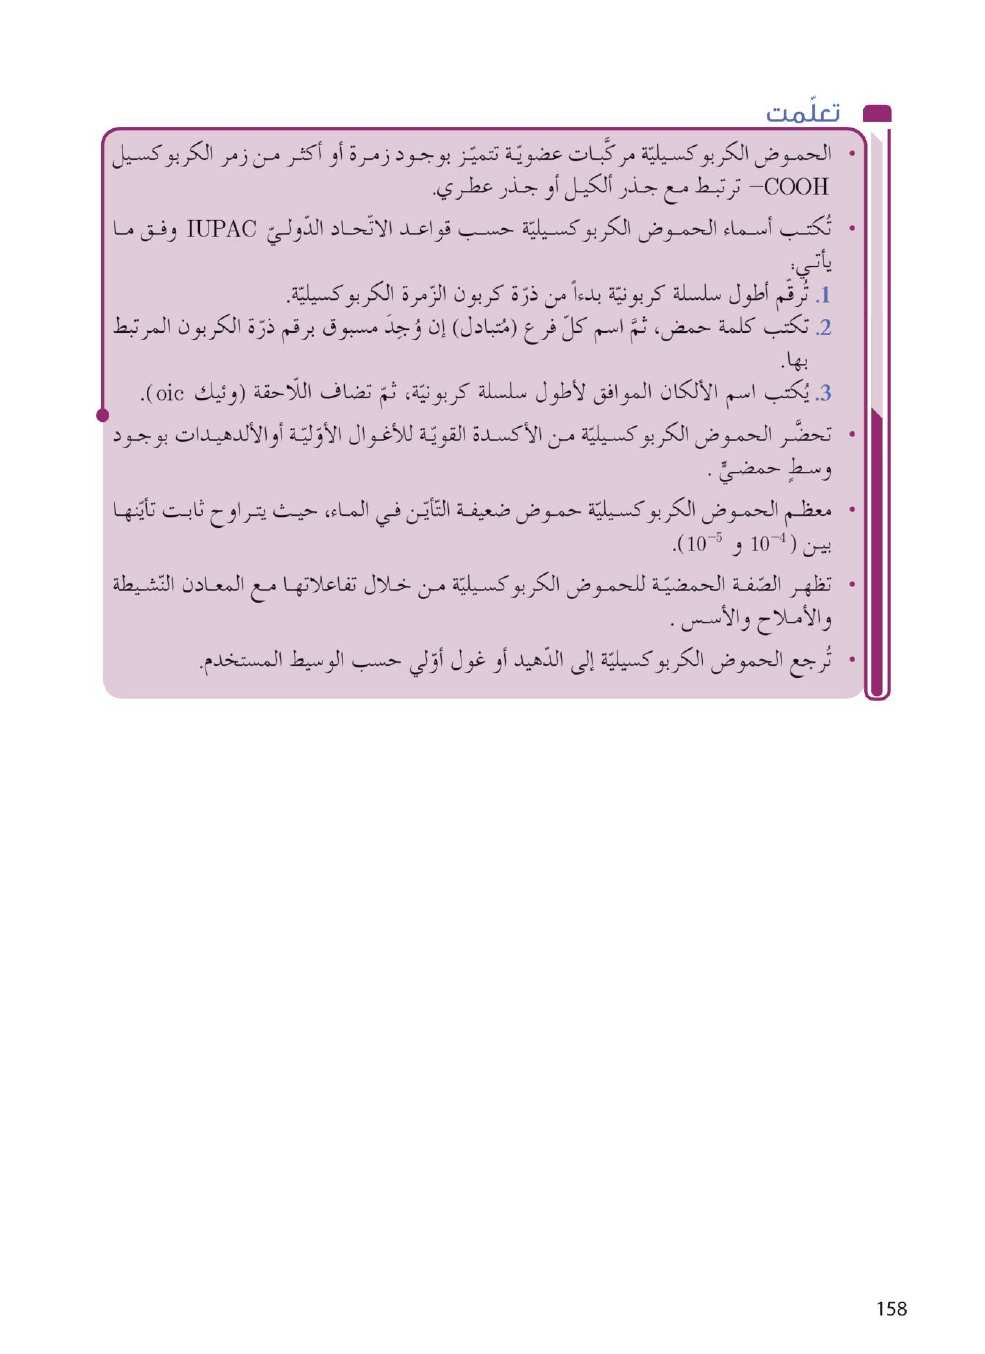 تعلّمت
• الحموض الكربوكسيليّة مركّبات عضويّة تتميّز بوجود زمرة أو أكثر من زمر الكربوكسيل
COOH− ترتبط مع جذر ألكيل أو جذر عطري.
• تُكتب أسماء الحموض الكربوكسيليّة حسب قواعد الاتّحاد الدّوليّ IUPAC وفق ما
يأتي:
1. تُرقّم أطول سلسلة كربونيّة بدءاً من ذرّة كربون الزّمرة الكربوكسيليّة.
2. تكتب كلمة حمض، ثمَّ اسم كلّ فرع (مُتبادل) إن وُجِدَ مسبوق برقم ذرّة الكربون المرتبط
بها.
3. يُكتب اسم الألكان الموافق لأطول سلسلة كربونيّة، ثمّ تضاف اللّاحقة (وئيك oic).
• تحضَّر الحموض الكربوكسيليّة من الأكسدة القويّة للأغوال الأوّليّة أوالألدهيدات بوجود
وسطٍ حمضيٍّ .
• معظم الحموض الكربوكسيليّة حموض ضعيفة التّأيّن في الماء، حيث يتراوح ثابت تأيّنها
بين (10⁻⁴ و 10⁻⁵).
• تظهر الصّفة الحمضيّة للحموض الكربوكسيليّة من خلال تفاعلاتها مع المعادن النّشيطة
والأملاح والأسس .
• تُرجع الحموض الكربوكسيليّة إلى الدّهيد أو غول أوّلي حسب الوسيط المستخدم.
158